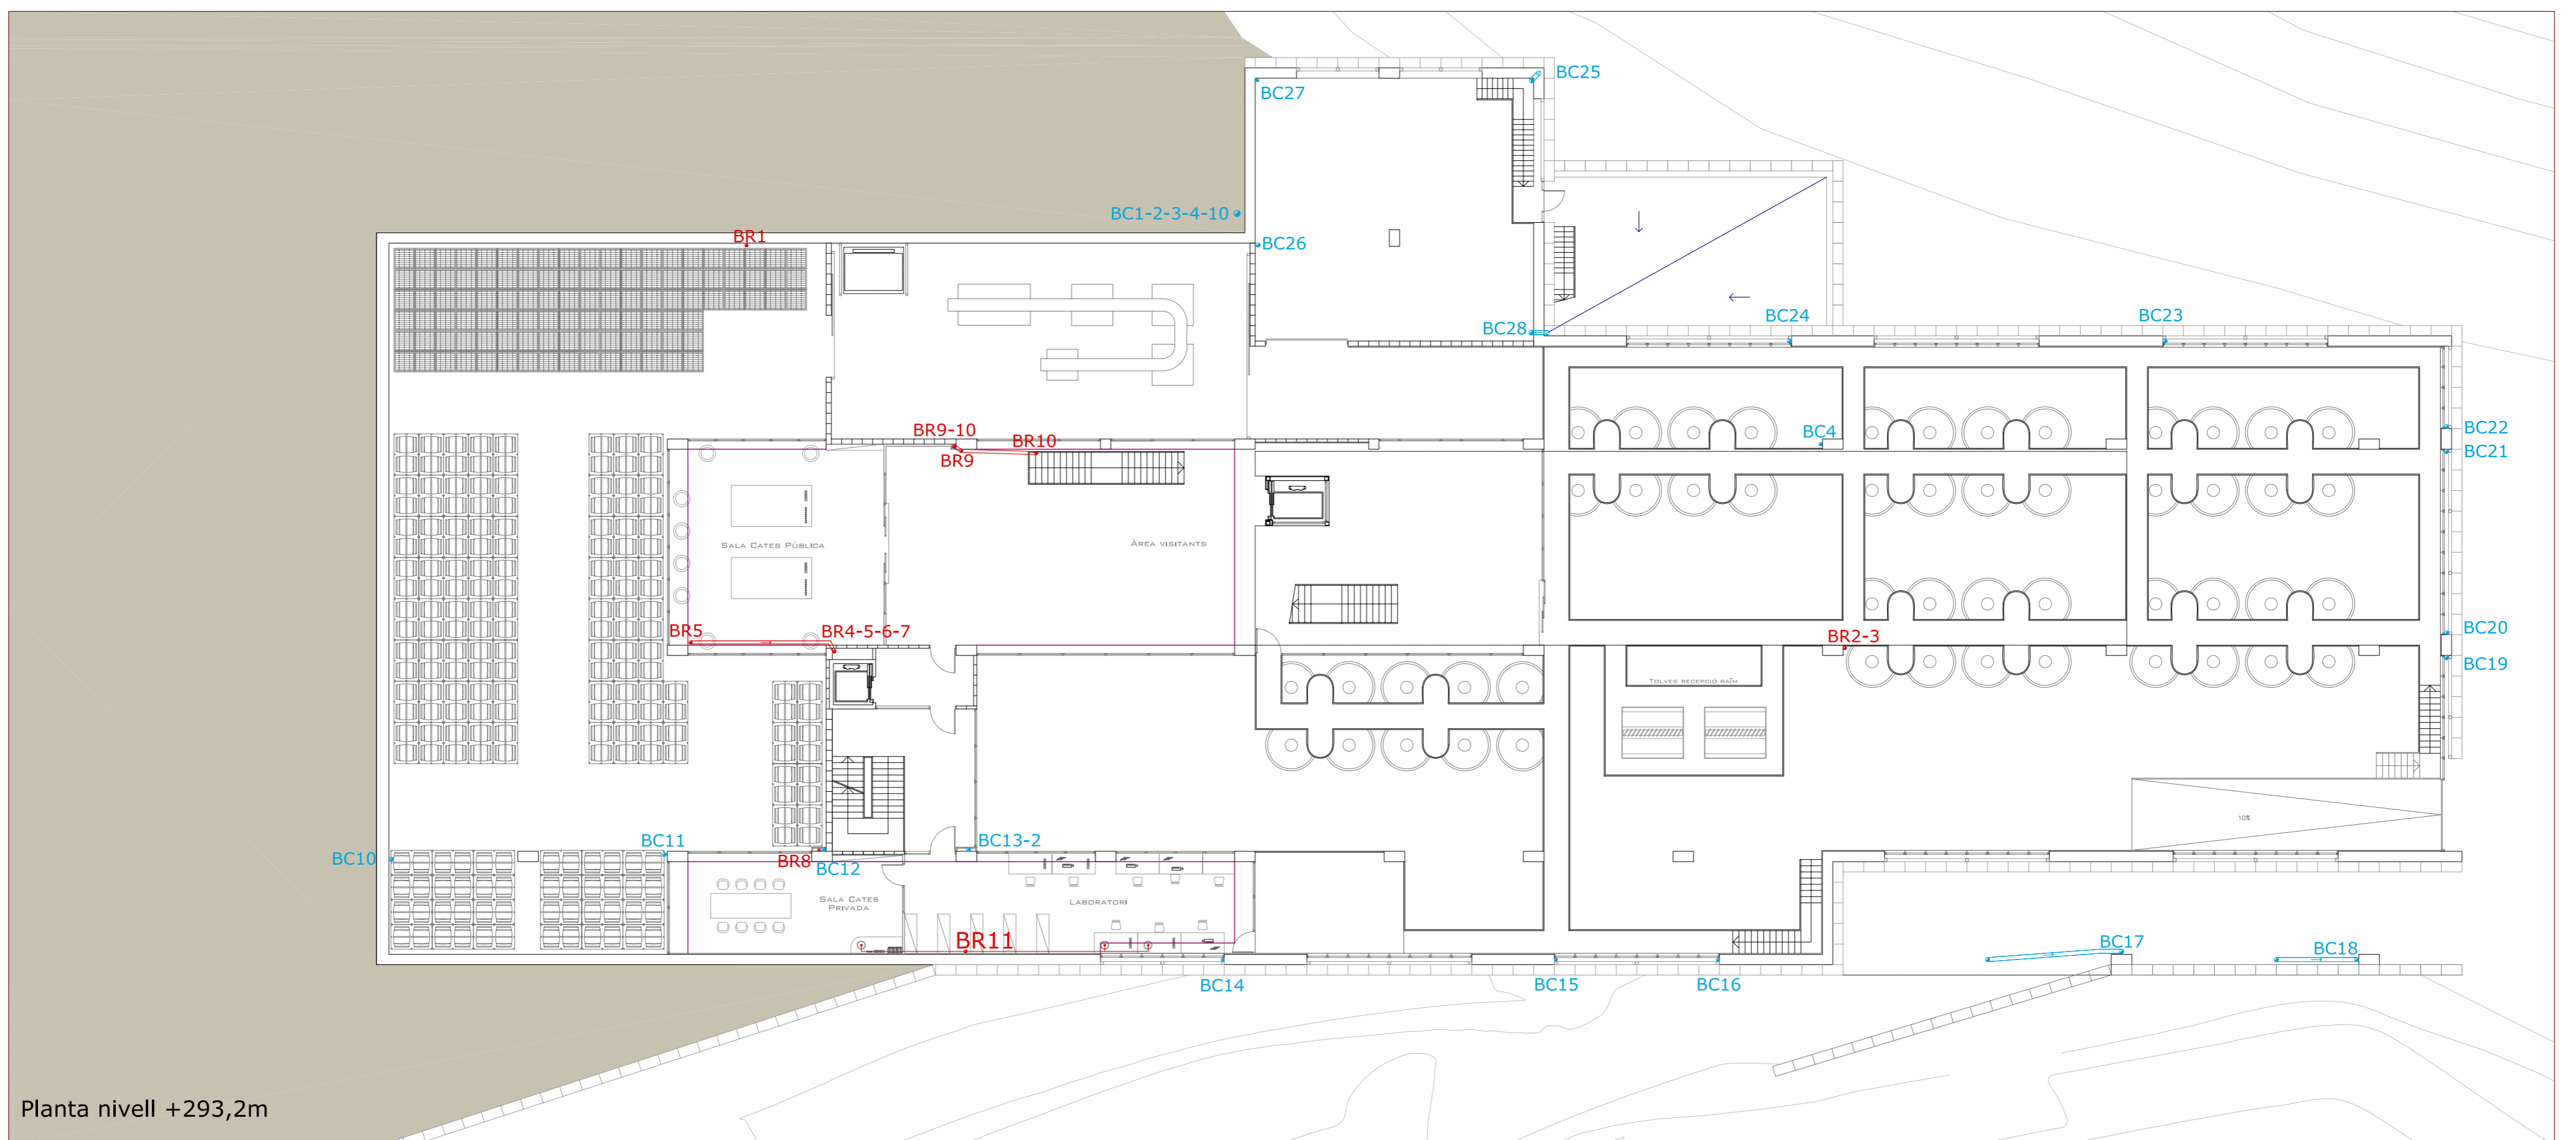 BC25
BC27
BC1-2-3-4-10
BR1
BC26
BC28
BC24
BC23
BR9-10
BR10
BR9
BC4
BC22
BC21
SALA CATES PÚBLICA
ÀREA VISITANTS
BR5
BR4-5-6-7
BR2-3
BC20
BC19
TOLVES RECEPCIÓ RAÏM
10%
BC10
BC11
BR8
BC12
BC13-2
SALA CATES
PRIVADA
LABORATORI
BR11
BC14
BC15
BC16
BC17
BC18
Planta nivell +293,2m